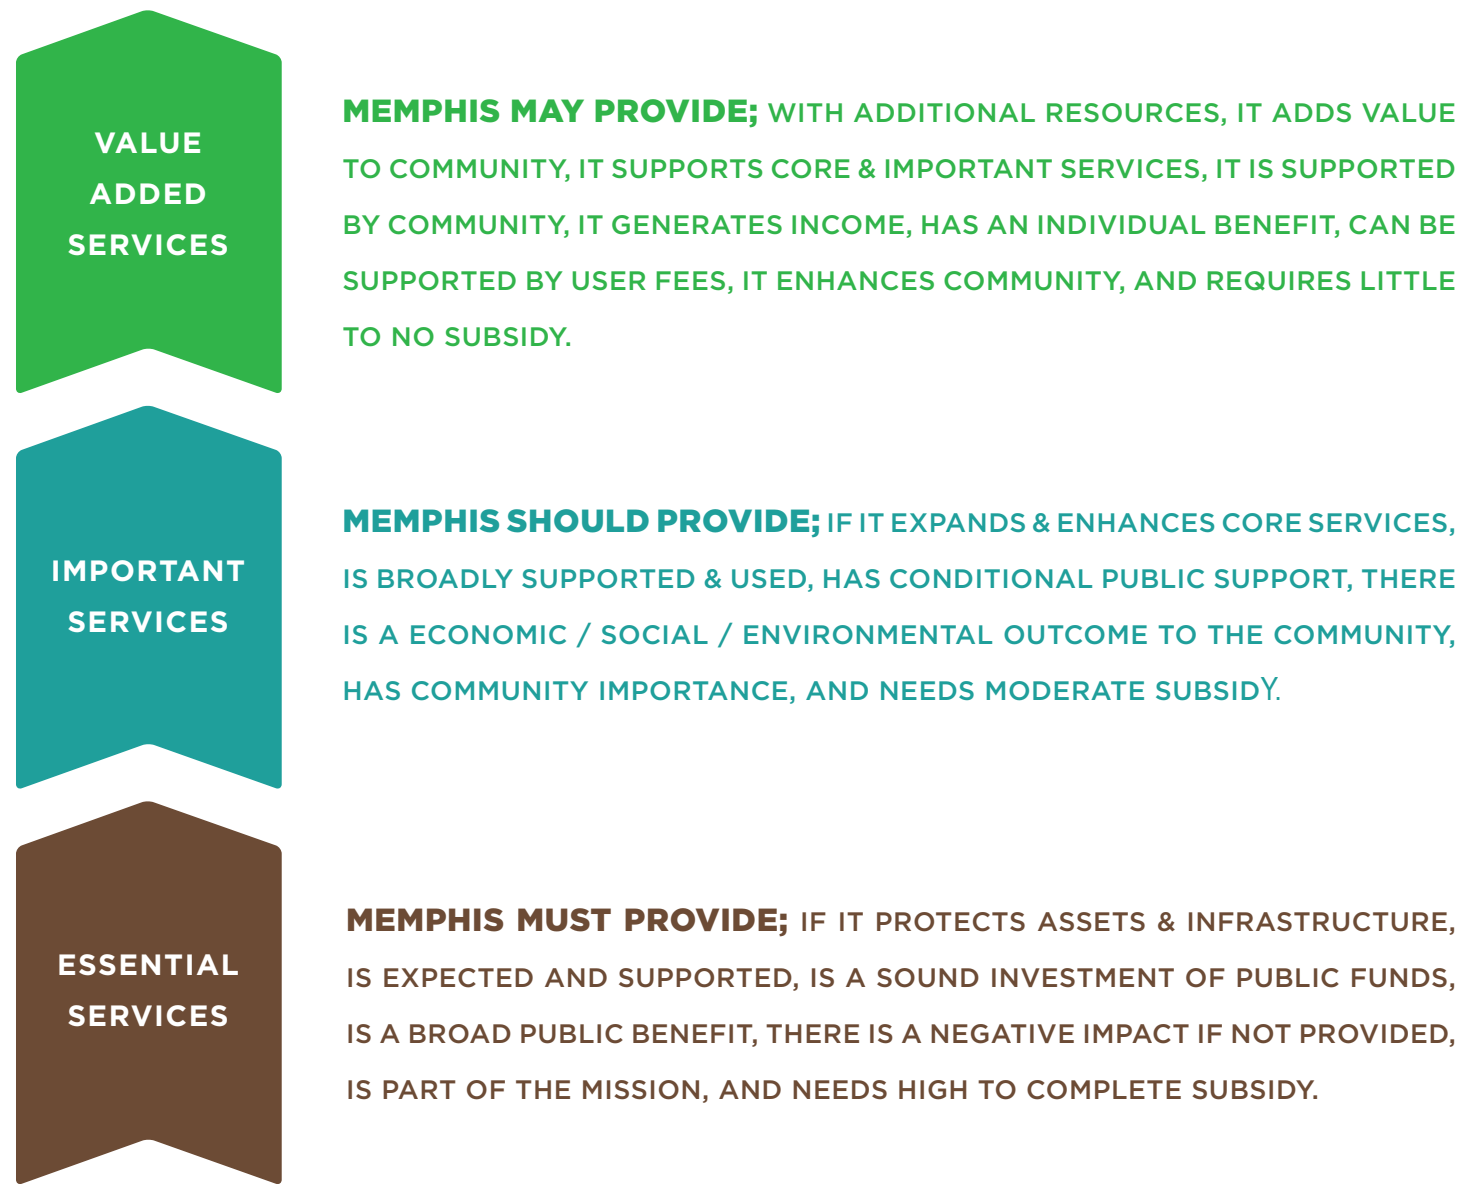 VALUE
ADDED
SERVICES
MEMPHIS MAY PROVIDE; WITH ADDITIONAL RESOURCES, IT ADDS VALUE
TO COMMUNITY, IT SUPPORTS CORE & IMPORTANT SERVICES, IT IS SUPPORTED
BY COMMUNITY, IT GENERATES INCOME, HAS AN INDIVIDUAL BENEFIT, CAN BE
SUPPORTED BY USER FEES, IT ENHANCES COMMUNITY, AND REQUIRES LITTLE
TO NO SUBSIDY.
IMPORTANT
SERVICES
MEMPHIS SHOULD PROVIDE; IF IT EXPANDS & ENHANCES CORE SERVICES,
IS BROADLY SUPPORTED & USED, HAS CONDITIONAL PUBLIC SUPPORT, THERE
IS A ECONOMIC / SOCIAL / ENVIRONMENTAL OUTCOME TO THE COMMUNITY,
HAS COMMUNITY IMPORTANCE, AND NEEDS MODERATE SUBSIDY.
ESSENTIAL
SERVICES
MEMPHIS MUST PROVIDE; IF IT PROTECTS ASSETS & INFRASTRUCTURE,
IS EXPECTED AND SUPPORTED, IS A SOUND INVESTMENT OF PUBLIC FUNDS,
IS A BROAD PUBLIC BENEFIT, THERE IS A NEGATIVE IMPACT IF NOT PROVIDED,
IS PART OF THE MISSION, AND NEEDS HIGH TO COMPLETE SUBSIDY.